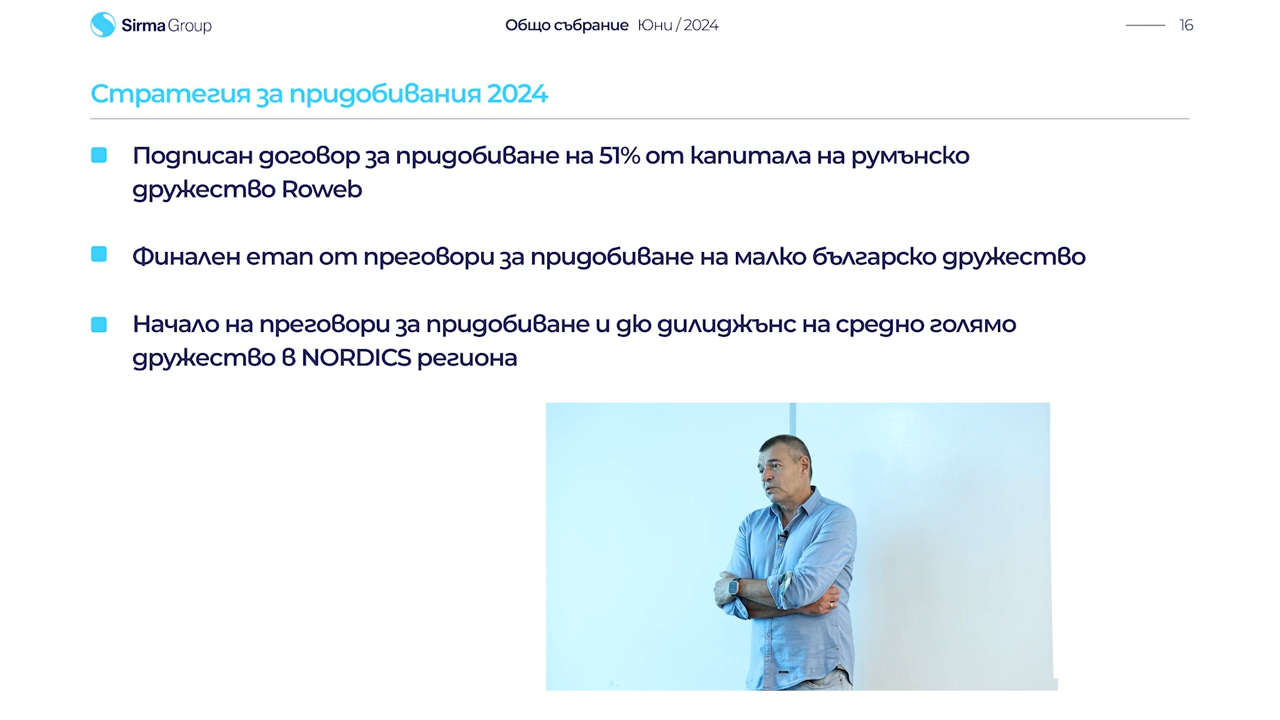 Sirma Group
Общо събрание Юни / 2024
16
Стратегия за придобивания 2024
Подписан договор за придобиване на 51% от капитала на румънско
дружество Roweb
Финален етап от преговори за придобиване на малко българско дружество
Начало на преговори за придобиване и дю дилиджънс на средно голямо
дружество в NORDICS региона